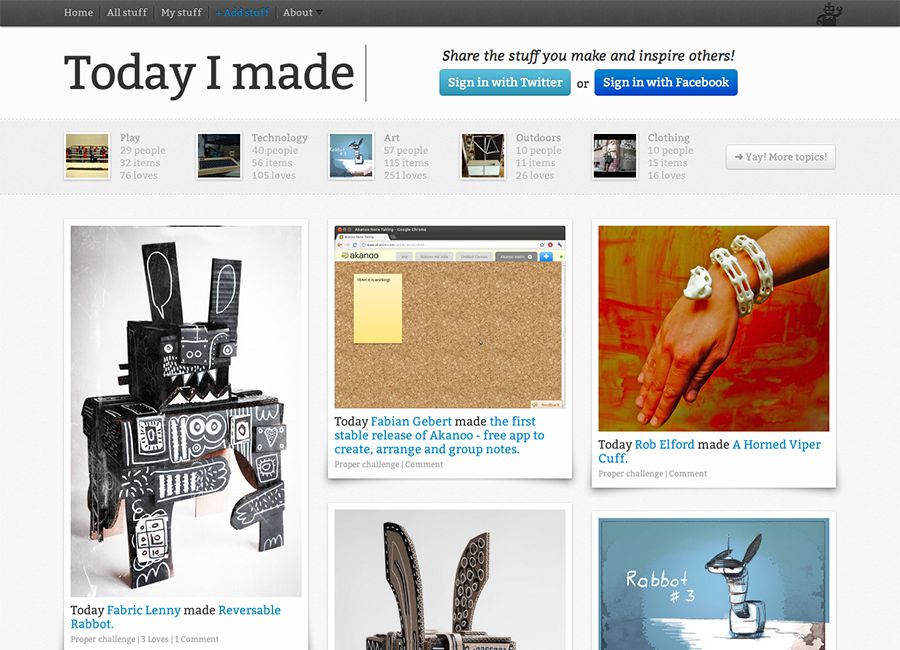 Home All stuff My stuff + Add stuff About
Today I made
Share the stuff you make and inspire others!
Sign in with Twitter or Sign in with Facebook
Play
29 people
32 items
76 loves
Technology
40 people
56 items
105 loves
Art
57 people
115 items
251 loves
Outdoors
10 people
11 items
26 loves
Clothing
10 people
15 items
16 loves
➜ Yay! More topics!
Today Fabric Lenny made Reversable
Rabbot.
Proper challenge | 3 Loves | 1 Comment
Akanoo Note Taking - Google Chrome
Akanoo Note Taking
akanoo
YEAH it is working!
feedback
Today Fabian Gebert made the first
stable release of Akanoo - free app to
create, arrange and group notes.
Proper challenge | Comment
Today Rob Elford made A Horned Viper
Cuff.
Proper challenge | Comment
Rabbot
# 3